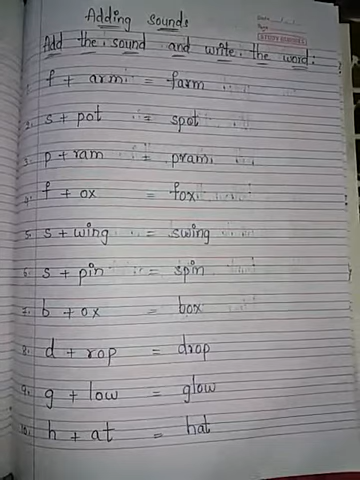 Adding sounds
Add the sound and write the word:
1. f + arm = farm
2. s + pot = spot
3. p + ram = pram
4. f + ox = fox
5. s + wing = swing
6. s + pin = spin
7. b + ox = box
8. d + rop = drop
9. g + low = glow
10. h + at = hat